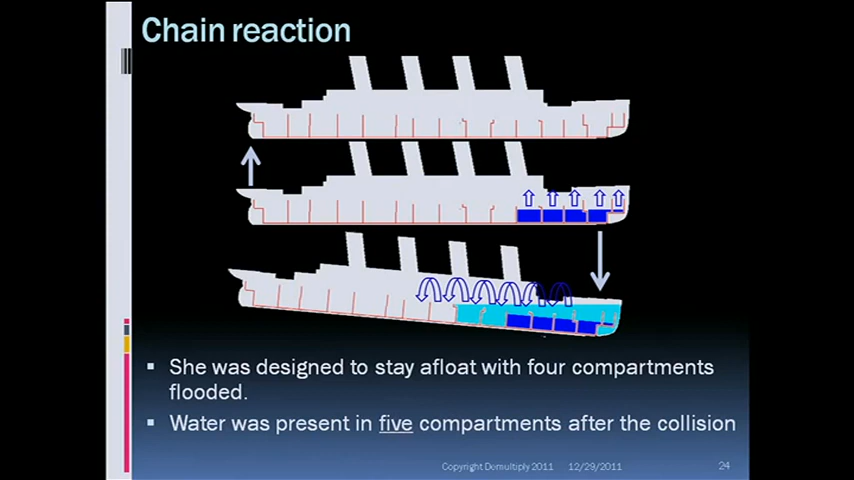 Chain reaction
She was designed to stay afloat with four compartments
flooded.
Water was present in five compartments after the collision
Copyright Domultiply 2011 12/29/2011 24